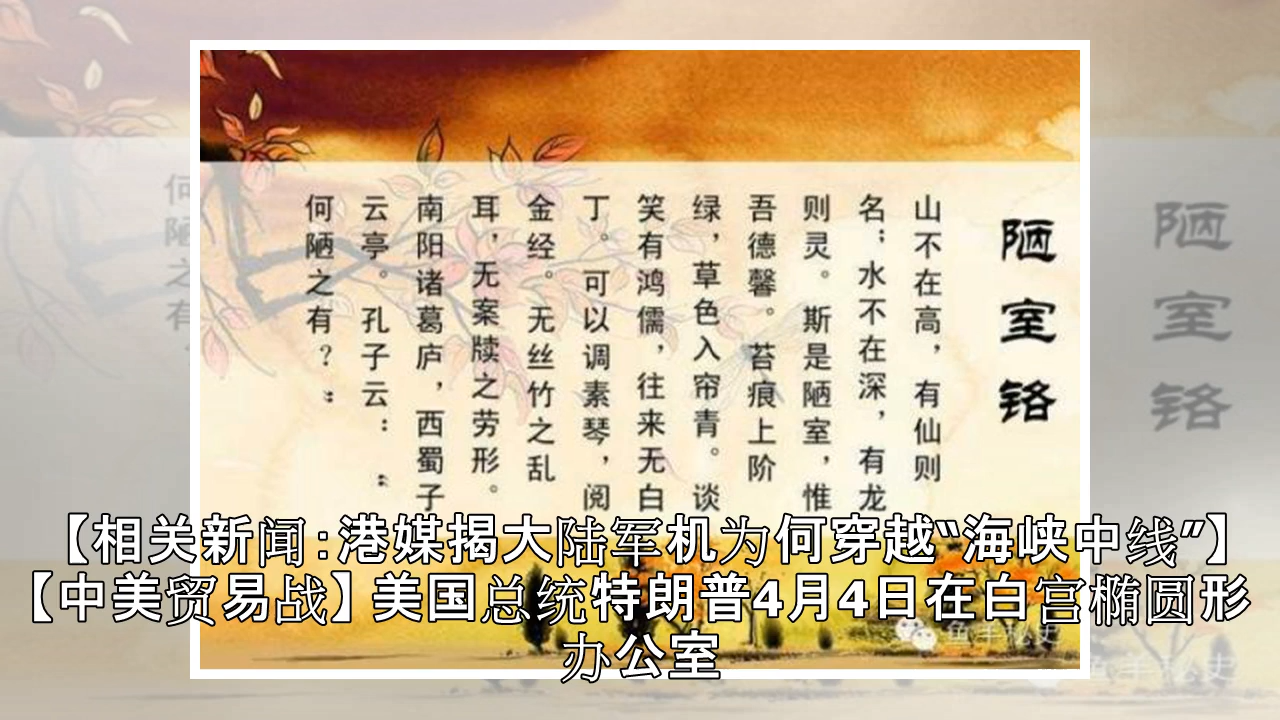 陋室铭
山不在高，有仙则
名；水不在深，有龙
则灵。斯是陋室，惟
吾德馨。苔痕上阶
绿，草色入帘青。谈
笑有鸿儒，往来无白
丁。可以调素琴，阅
金经。无丝竹之乱
耳，无案牍之劳形。
南阳诸葛庐，西蜀子
云亭。孔子云：“
何陋之有？”
【相关新闻:港媒揭大陆军机为何穿越“海峡中线”】
【中美贸易战】美国总统特朗普4月4日在白宫椭圆形
办公室
鱼羊秘史